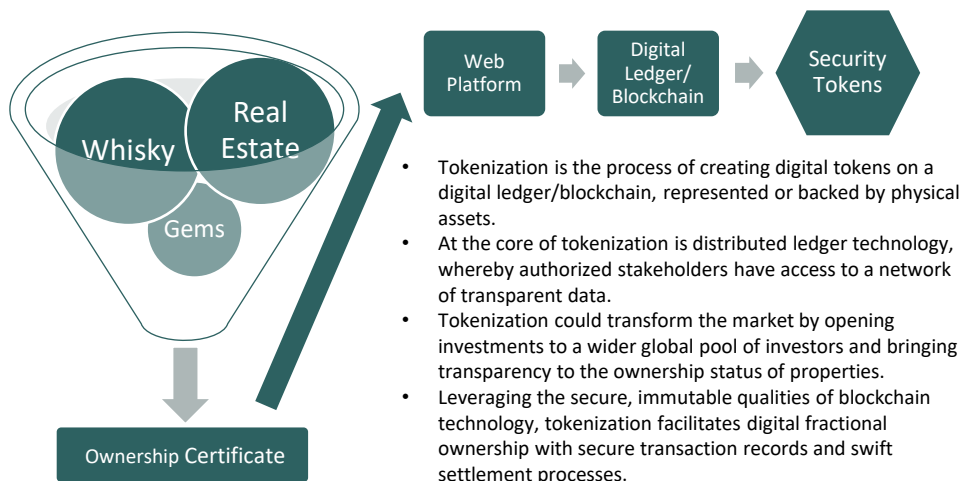 Whisky
Real
Estate
Gems
Ownership Certificate
Web
Platform
Digital
Ledger/
Blockchain
Security
Tokens
• Tokenization is the process of creating digital tokens on a
digital ledger/blockchain, represented or backed by physical
assets.
• At the core of tokenization is distributed ledger technology,
whereby authorized stakeholders have access to a network
of transparent data.
• Tokenization could transform the market by opening
investments to a wider global pool of investors and bringing
transparency to the ownership status of properties.
• Leveraging the secure, immutable qualities of blockchain
technology, tokenization facilitates digital fractional
ownership with secure transaction records and swift
settlement processes.